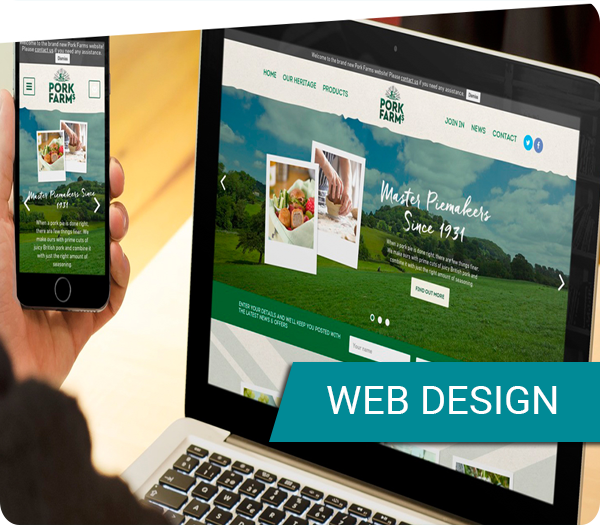 Welcome to the brand new Pork Farms website!
Please contact us if you need any assistance.
Dismiss
PORK
FARMS
Master Piemakers Since
1931
When a pork pie is done right,
there are few things finer. We
make ours with prime cuts of
juicy British pork and combine it
with just the right amount of
seasoning.
Welcome to the brand new Pork Farms website! Please contact us if you need any assistance.
Dismiss
HOME
OUR HERITAGE
PRODUCTS
PORK
FARMS
JOIN IN
NEWS
CONTACT
Master Piemakers
Since 1931
When a pork pie is done right, there are few things finer.
We make ours with prime cuts of juicy British pork and
combine it with just the right amount of
seasoning.
FIND OUT MORE
ENTER YOUR DETAILS AND WE'LL KEEP YOU POSTED WITH
THE LATEST NEWS & OFFERS
Your name
WEB DESIGN